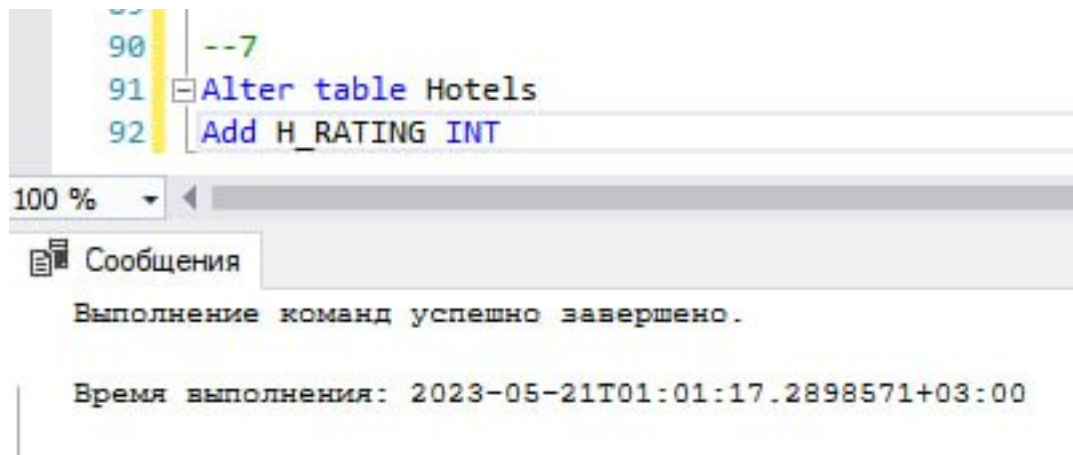 90 --7
91 Alter table Hotels
92 Add H_RATING INT
100 %
Сообщения
Выполнение команд успешно завершено.
Время выполнения: 2023-05-21T01:01:17.2898571+03:00